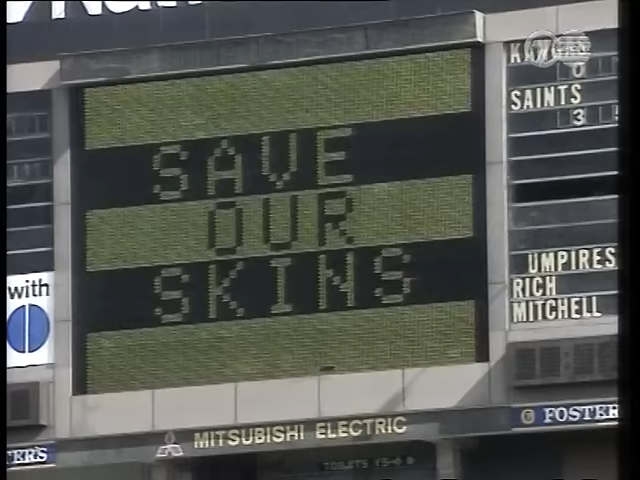 SAVE
OUR
SKINS
SAINTS
3
UMPIRES
RICH
MITCHELL
with
MITSUBISHI ELECTRIC
FOSTER